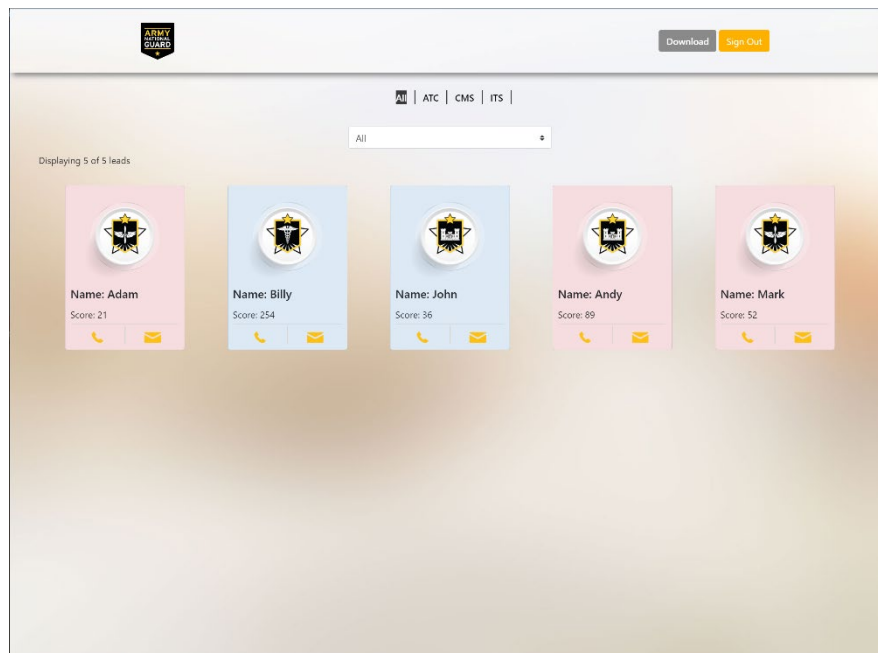 ARMY
NATIONAL
GUARD
Download
Sign Out
All | ATC | CMS | ITS |
All
Displaying 5 of 5 leads
Name: Adam
Score: 21
Name: Billy
Score: 254
Name: John
Score: 36
Name: Andy
Score: 89
Name: Mark
Score: 52